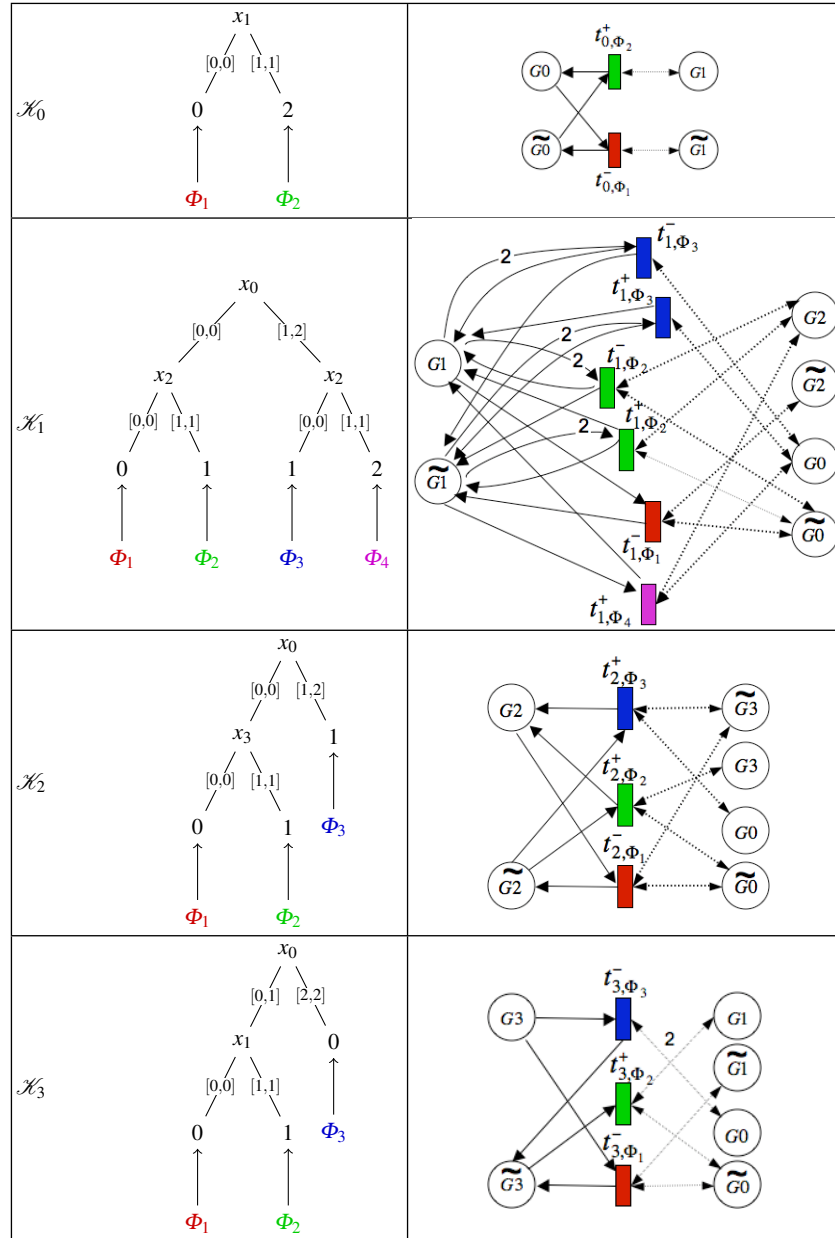 x₁
[0,0] [1,1]
𝒦₀ 0 2
Φ₁ Φ₂
t⁺₀,Φ₂
G0 G1
G̃0 G̃1
t⁻₀,Φ₁
x₀
[0,0] [1,2]
x₂ x₂
𝒦₁ [0,0] [1,1] [0,0] [1,1]
0 1 1 2
Φ₁ Φ₂ Φ₃ Φ₄
t⁻₁,Φ₃
2
t⁺₁,Φ₃
G2
2
2 t⁻₁,Φ₂
G1 G̃2
t⁺₁,Φ₂
2
G0
G̃1
G̃0
t⁻₁,Φ₁
t⁺₁,Φ₄
x₀
[0,0] [1,2]
x₃ 1
𝒦₂ [0,0] [1,1]
Φ₃
0 1
Φ₁ Φ₂
t⁺₂,Φ₃
G2 G̃3
t⁺₂,Φ₂ G3
G0
t⁻₂,Φ₁
G̃2 G̃0
x₀
[0,1] [2,2]
x₁ 0
𝒦₃ [0,0] [1,1]
Φ₃
0 1
Φ₁ Φ₂
t⁻₃,Φ₃
G3 G1
2
t⁺₃,Φ₂ G̃1
G0
t⁻₃,Φ₁
G̃3 G̃0